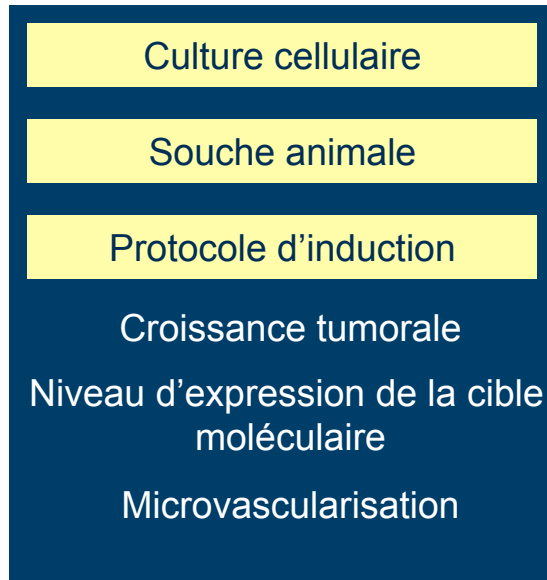 Culture cellulaire
Souche animale
Protocole d’induction
Croissance tumorale
Niveau d’expression de la cible
moléculaire
Microvascularisation